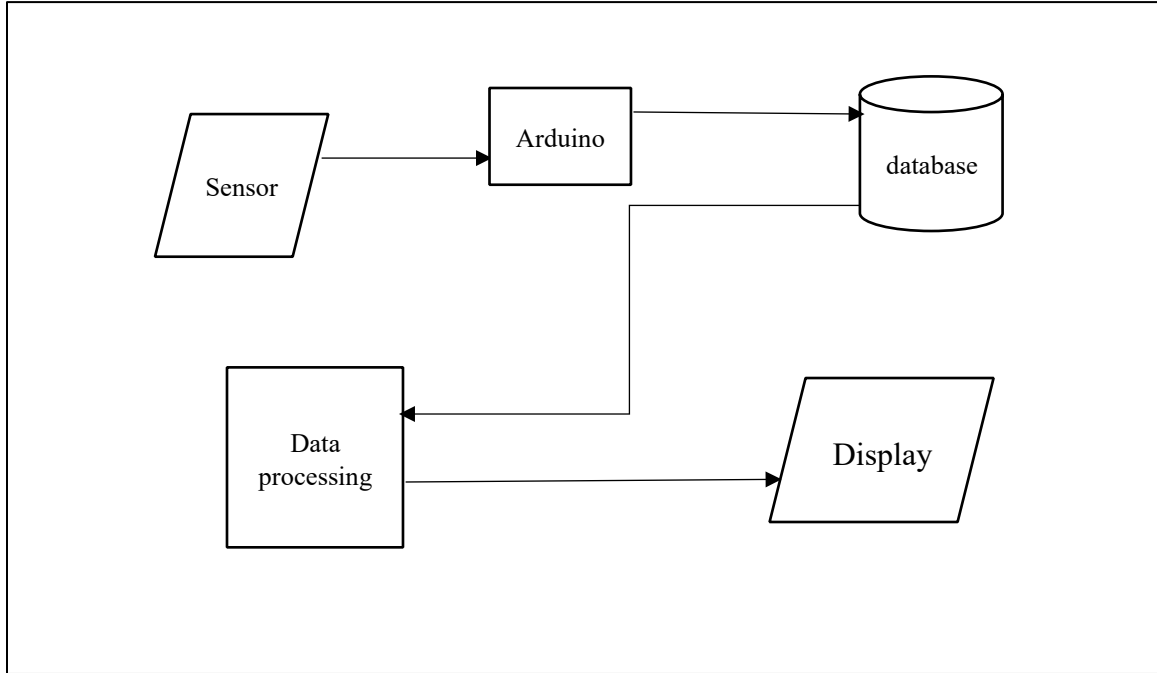 Sensor
Arduino
database
Data
processing
Display